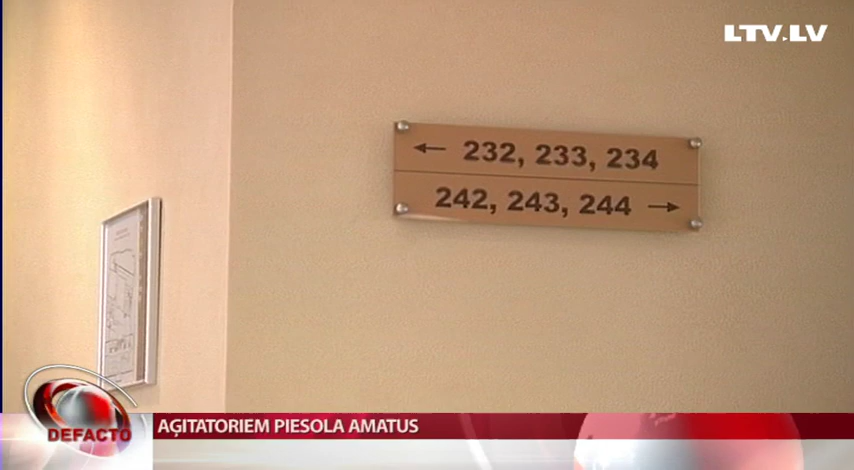 LTV.LV
← 232, 233, 234
242, 243, 244 →
DEFACTO
AĢITATORIEM PIESOLA AMATUS